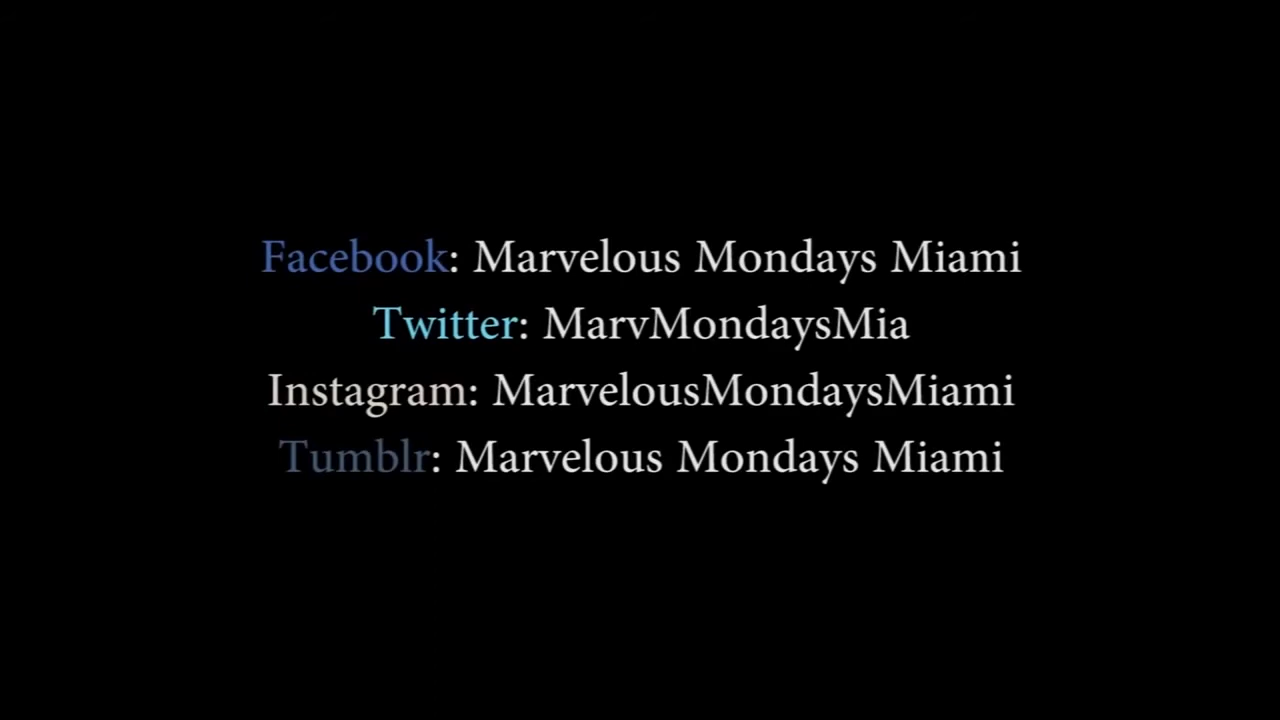 Facebook: Marvelous Mondays Miami
Twitter: MarvMondaysMia
Instagram: MarvelousMondaysMiami
Tumblr: Marvelous Mondays Miami